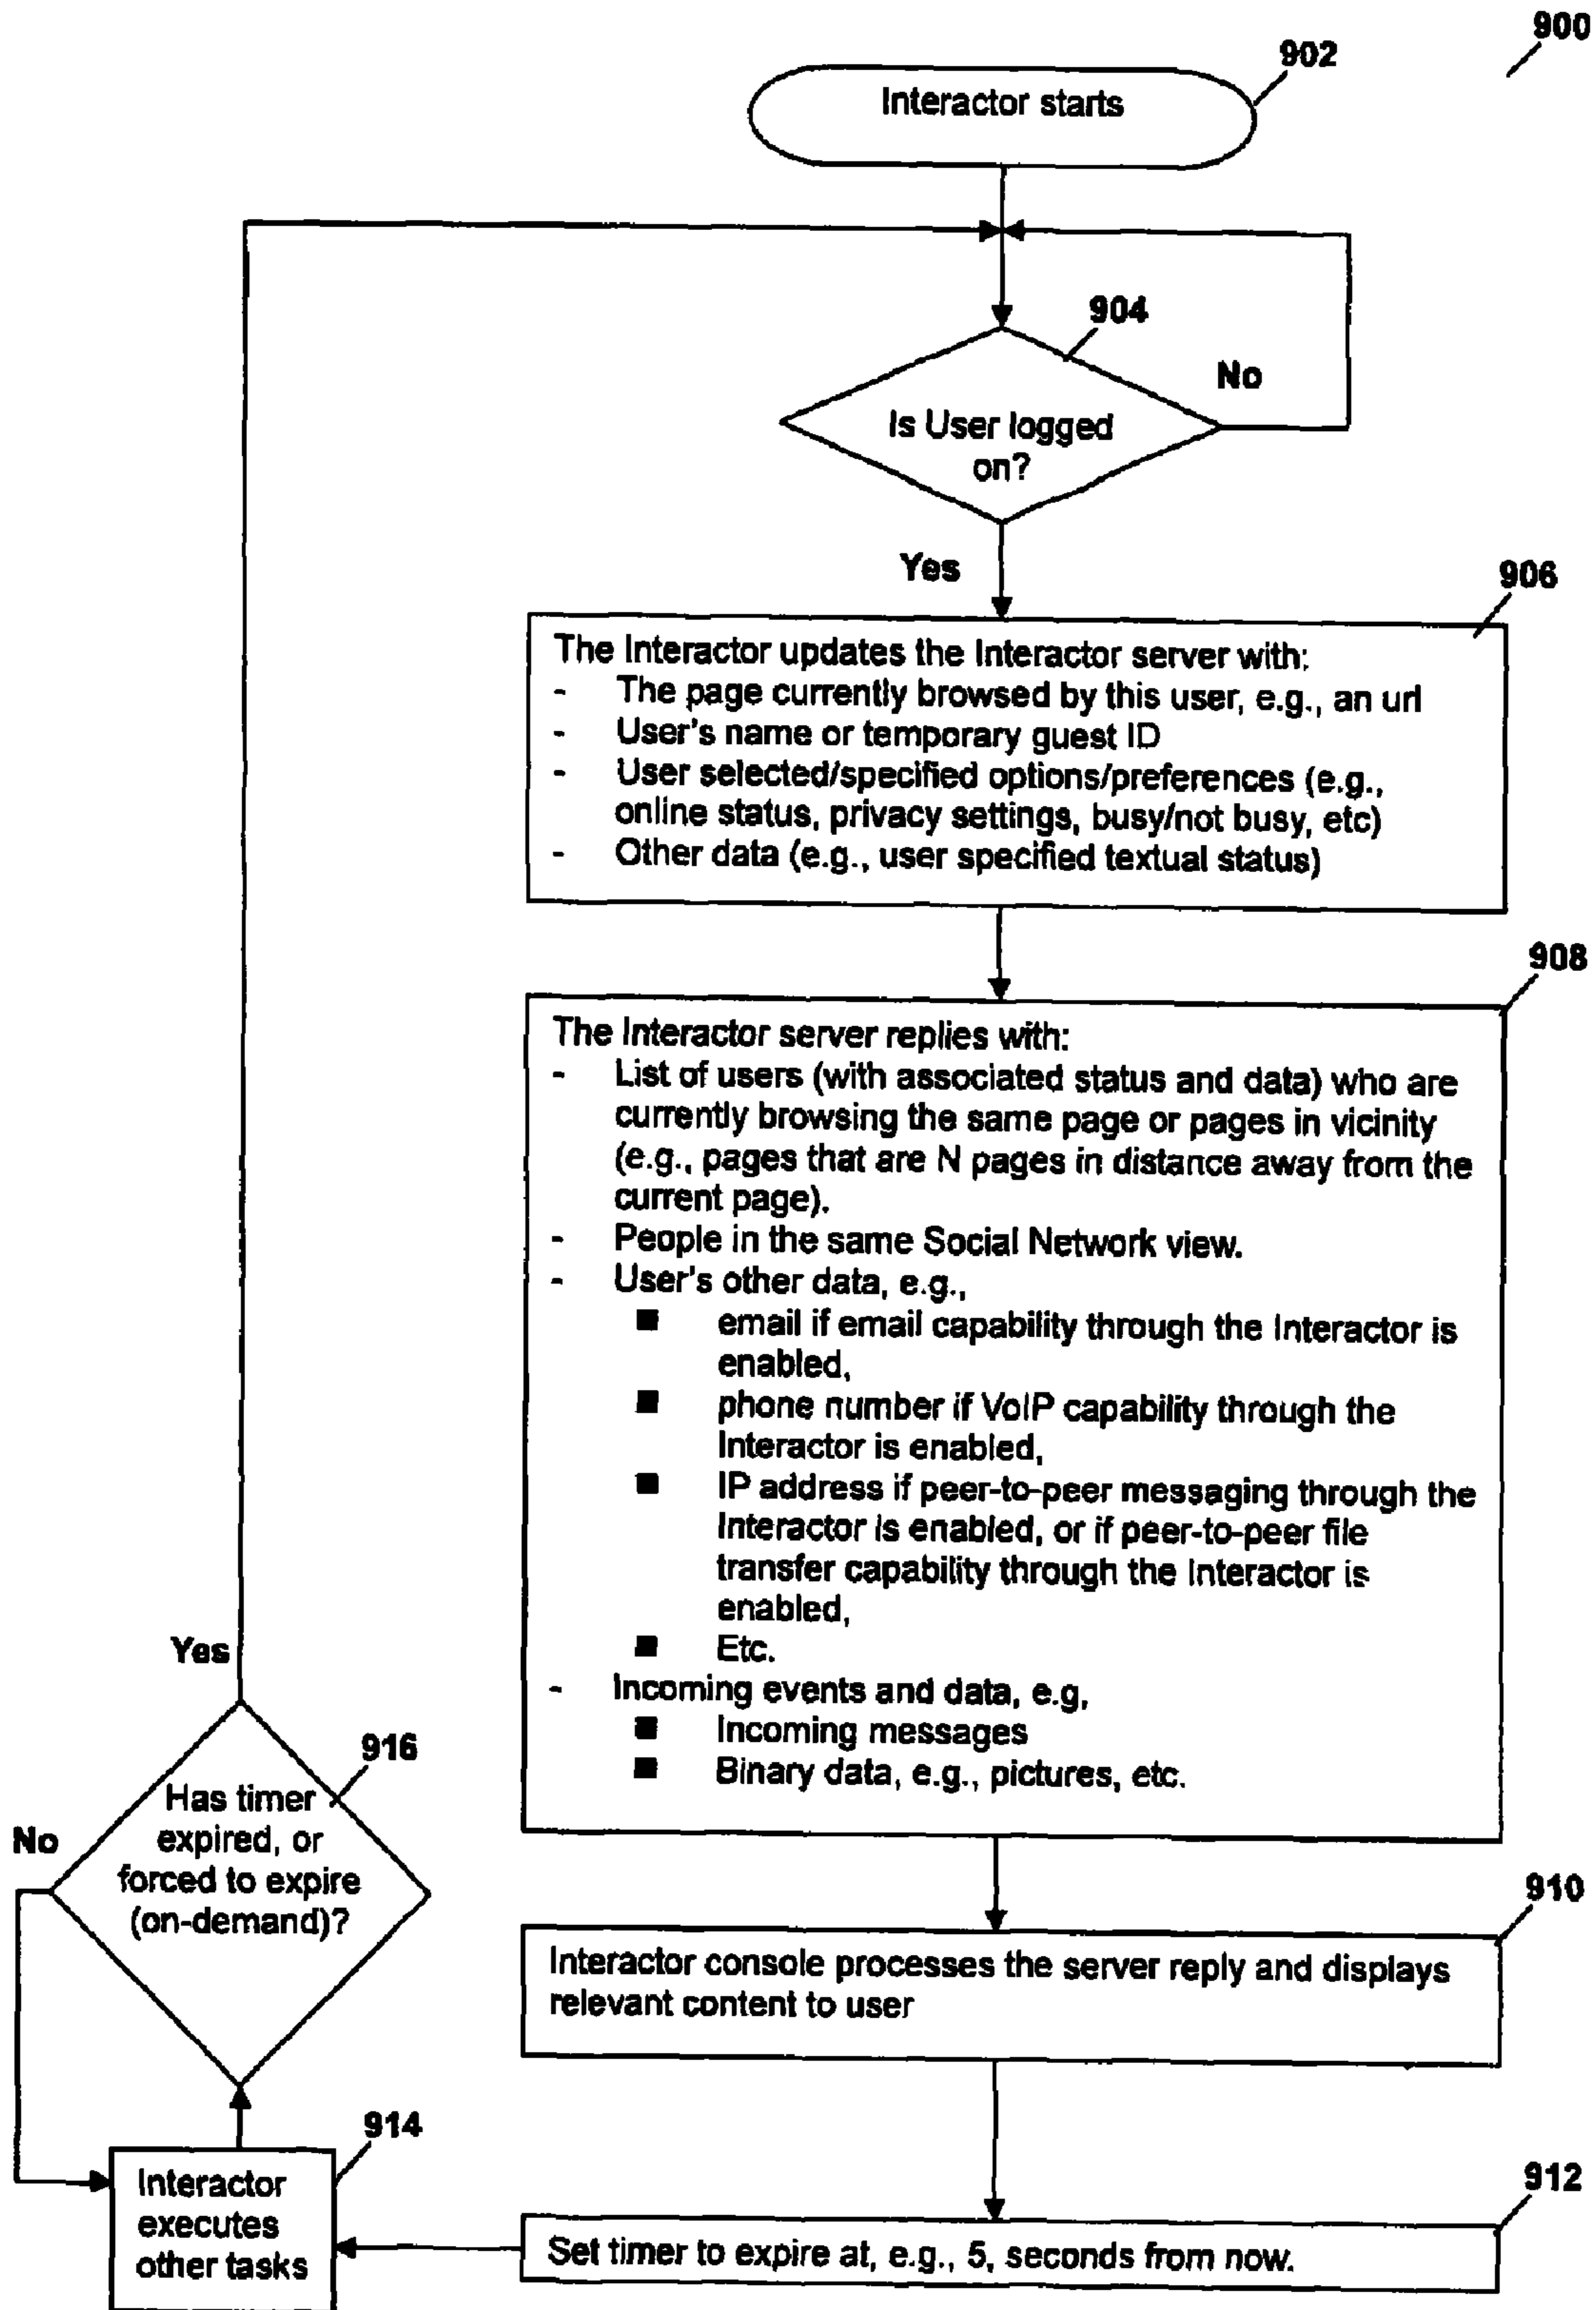 900
902
Interactor starts
904
No
Is User logged
on?
Yes
906
The Interactor updates the Interactor server with:
- The page currently browsed by this user, e.g., an url
- User's name or temporary guest ID
- User selected/specified options/preferences (e.g.,
online status, privacy settings, busy/not busy, etc)
- Other data (e.g., user specified textual status)
908
The Interactor server replies with:
- List of users (with associated status and data) who are
currently browsing the same page or pages in vicinity
(e.g., pages that are N pages in distance away from the
current page).
- People in the same Social Network view.
- User's other data, e.g.,
■ email if email capability through the Interactor is
enabled,
■ phone number if VoIP capability through the
Interactor is enabled,
■ IP address if peer-to-peer messaging through the
Interactor is enabled, or if peer-to-peer file
transfer capability through the Interactor is
enabled,
■ Etc.
- Incoming events and data, e.g,
■ Incoming messages
■ Binary data, e.g., pictures, etc.
910
Interactor console processes the server reply and displays
relevant content to user
912
Set timer to expire at, e.g., 5, seconds from now.
914
Interactor
executes
other tasks
916
Has timer
expired, or
forced to expire
(on-demand)?
No
Yes